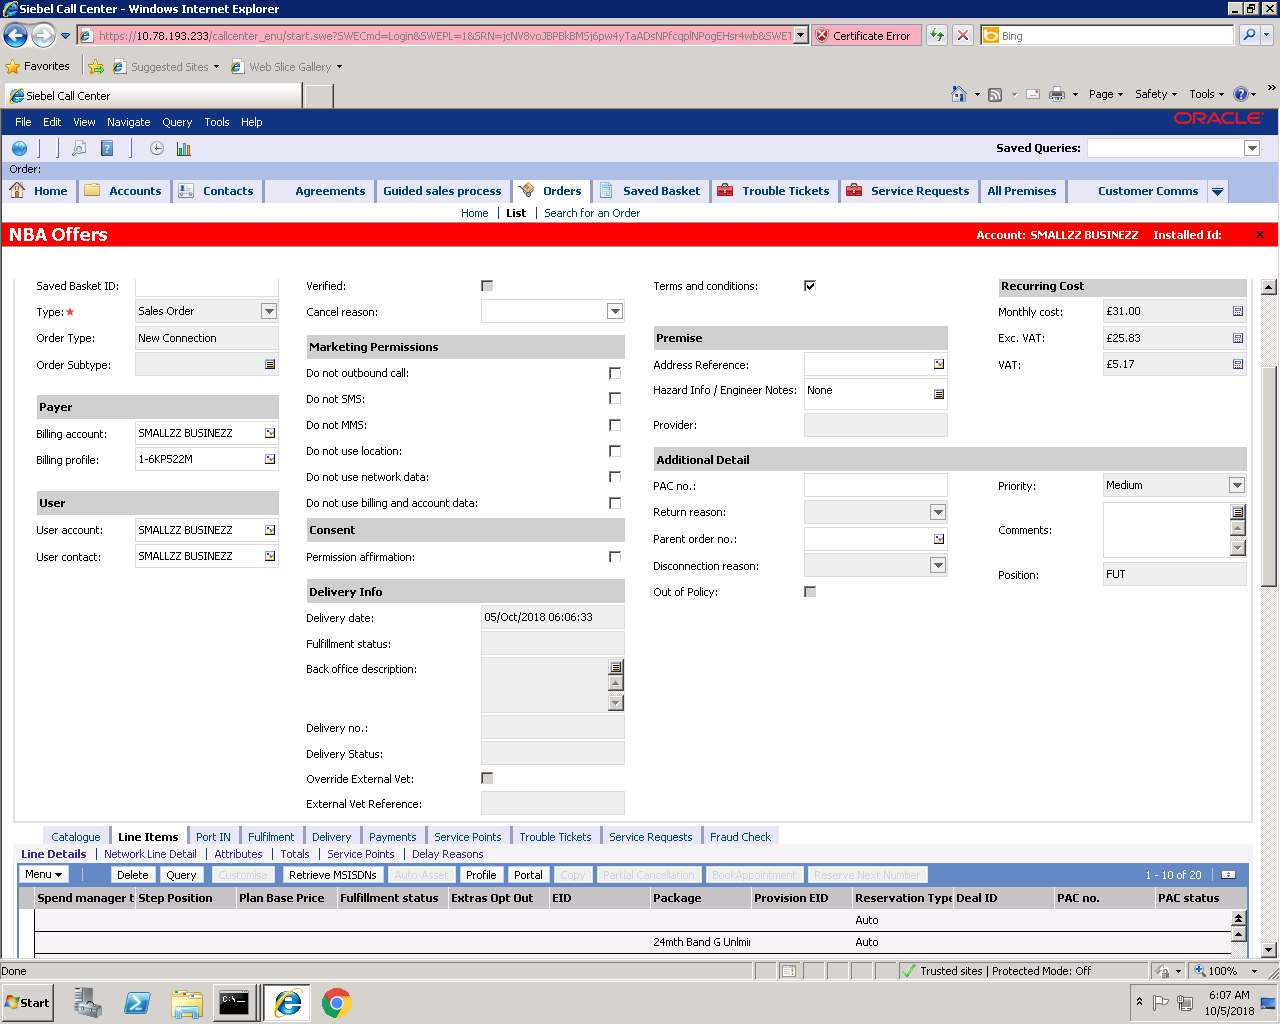 Siebel Call Center - Windows Internet Explorer
Certificate Error
Bing
Favorites
Suggested Sites
Web Slice Gallery
Siebel Call Center
Page
Safety
Tools
File Edit View Navigate Query Tools Help
ORACLE
Saved Queries:
Order:
Home Accounts Contacts Agreements Guided sales process Orders Saved Basket Trouble Tickets Service Requests All Premises Customer Comms
Home | List | Search for an Order
NBA Offers
Account: SMALLZZ BUSINEZZ Installed Id:
Saved Basket ID:
Type:★ Sales Order
Order Type: New Connection
Order Subtype:
Payer
Billing account: SMALLZZ BUSINEZZ
Billing profile: 1-6KP522M
User
User account: SMALLZZ BUSINEZZ
User contact: SMALLZZ BUSINEZZ
Verified:
Cancel reason:
Marketing Permissions
Do not outbound call:
Do not SMS:
Do not MMS:
Do not use location:
Do not use network data:
Do not use billing and account data:
Consent
Permission affirmation:
Delivery Info
Delivery date: 05/Oct/2018 06:06:33
Fulfillment status:
Back office description:
Delivery no.:
Delivery Status:
Override External Vet:
External Vet Reference:
Terms and conditions:
Premise
Address Reference:
Hazard Info / Engineer Notes: None
Provider:
Additional Detail
PAC no.:
Return reason:
Parent order no.:
Disconnection reason:
Out of Policy:
Recurring Cost
Monthly cost: £31.00
Exc. VAT: £25.83
VAT: £5.17
Priority: Medium
Comments:
Position: FUT
Catalogue Line Items Port IN Fulfilment Delivery Payments Service Points Trouble Tickets Service Requests Fraud Check
Line Details | Network Line Detail | Attributes | Totals | Service Points | Delay Reasons
Menu Delete Query Customise Retrieve MSISDNs Auto-Asset Profile Portal Copy Partial Cancellation BookAppointment Reserve Next Number 1 - 10 of 20
Spend manager t Step Position Plan Base Price Fulfillment status Extras Opt Out EID Package Provision EID Reservation Type Deal ID PAC no. PAC status
Auto
24mth Band G Unlmi Auto
Done
Trusted sites | Protected Mode: Off
100%
Start
6:07 AM
10/5/2018